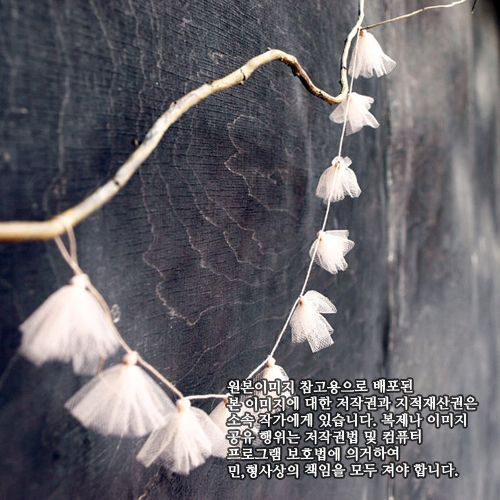 원본이미지 참고용으로 배포된
본 이미지에 대한 저작권과 지적재산권은
소속 작가에게 있습니다. 복제나 이미지
공유 행위는 저작권법 및 컴퓨터
프로그램 보호법에 의거하여
민,형사상의 책임을 모두 져야 합니다.